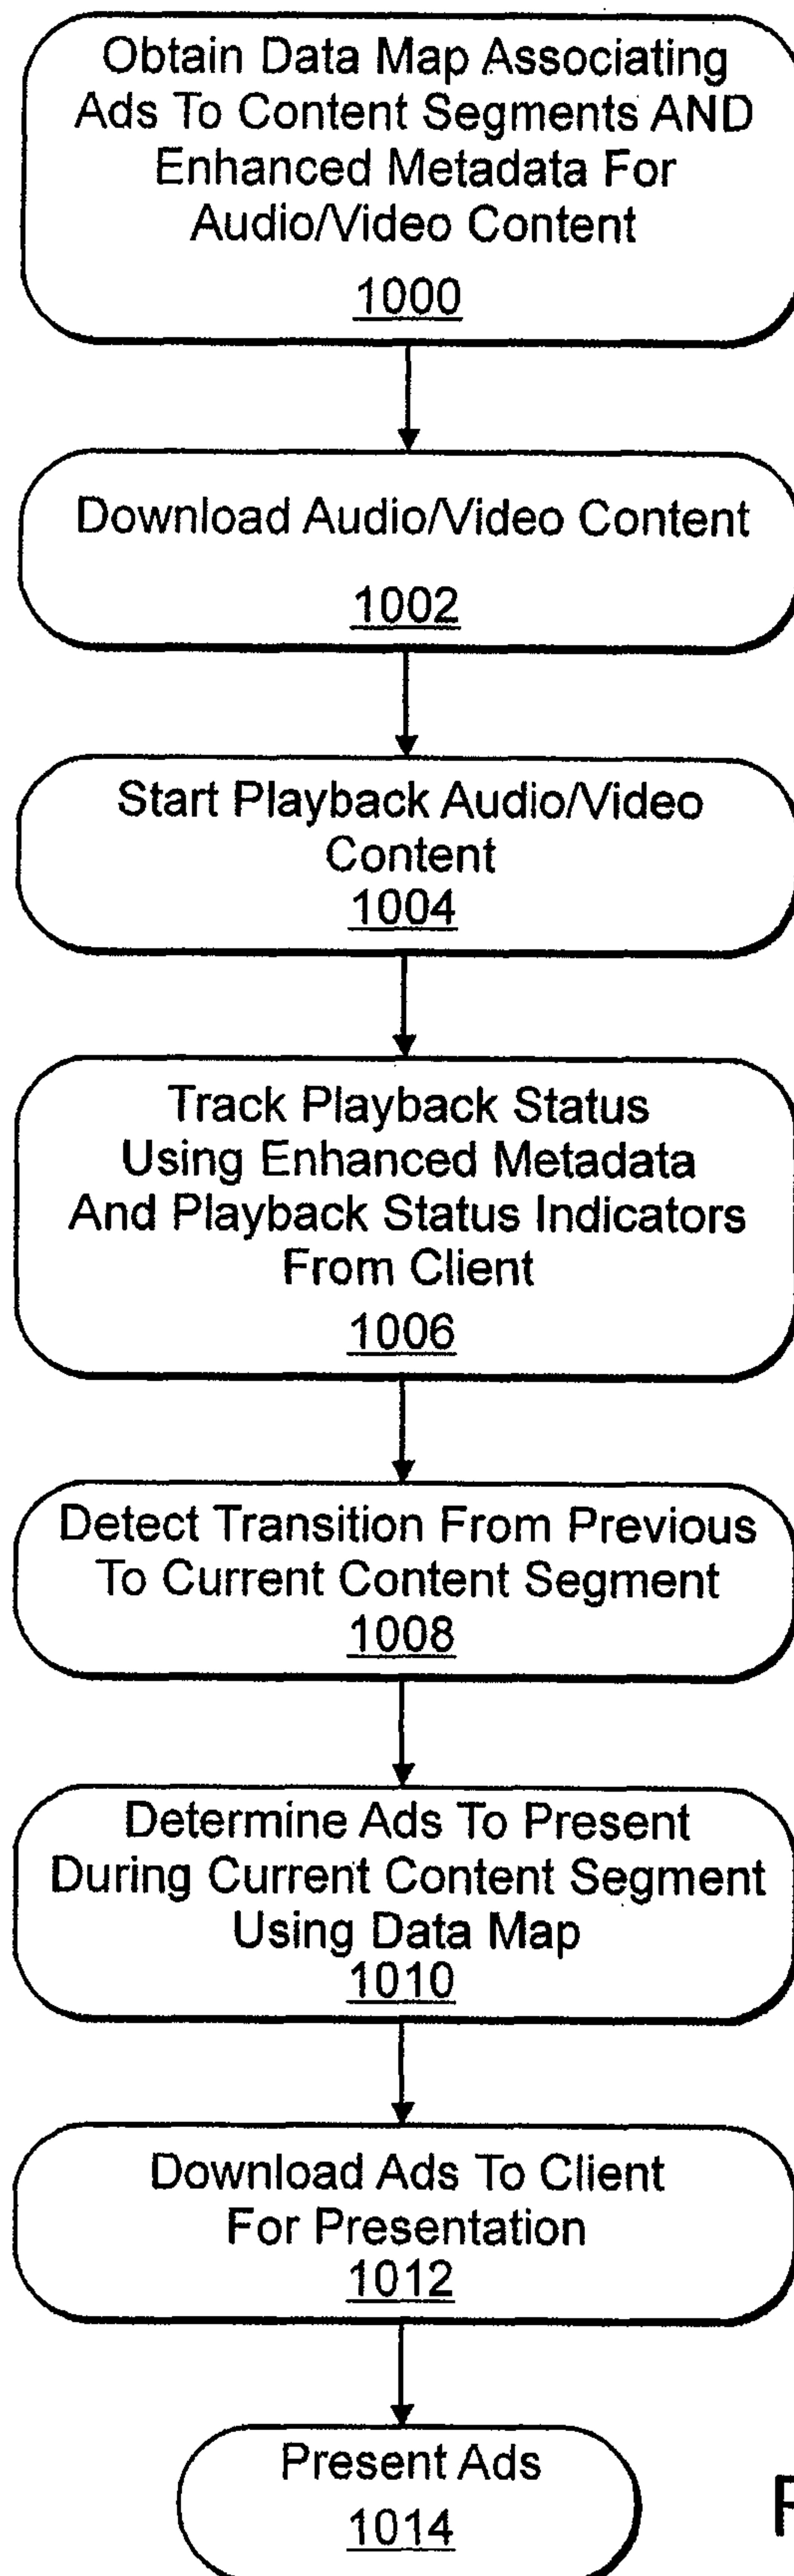 Obtain Data Map Associating
Ads To Content Segments AND
Enhanced Metadata For
Audio/Video Content
1000
Download Audio/Video Content
1002
Start Playback Audio/Video
Content
1004
Track Playback Status
Using Enhanced Metadata
And Playback Status Indicators
From Client
1006
Detect Transition From Previous
To Current Content Segment
1008
Determine Ads To Present
During Current Content Segment
Using Data Map
1010
Download Ads To Client
For Presentation
1012
Present Ads
1014